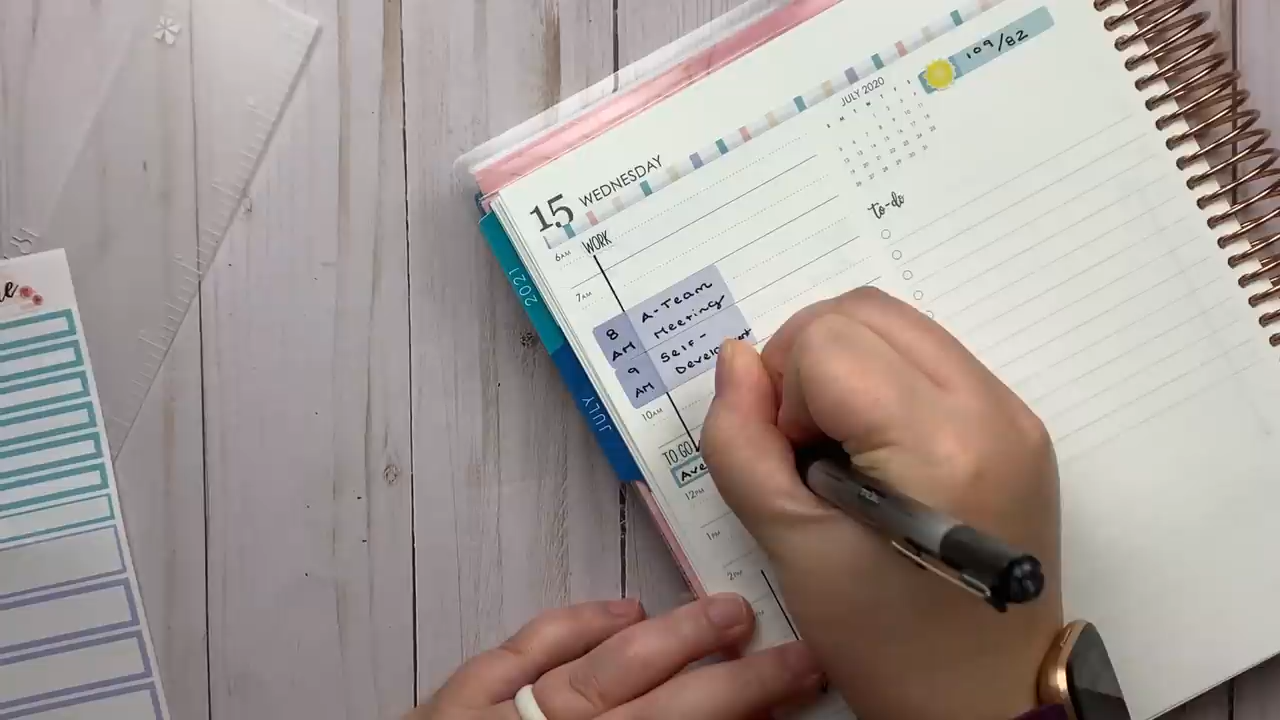 15 WEDNESDAY
WORK
6AM
7AM
8 AM
A-Team Meeting
9 AM
Self-
10AM
TO GO
12PM
1PM
2PM
JULY 2020
S M T W T F S
109/82
to-do
2021
JULY